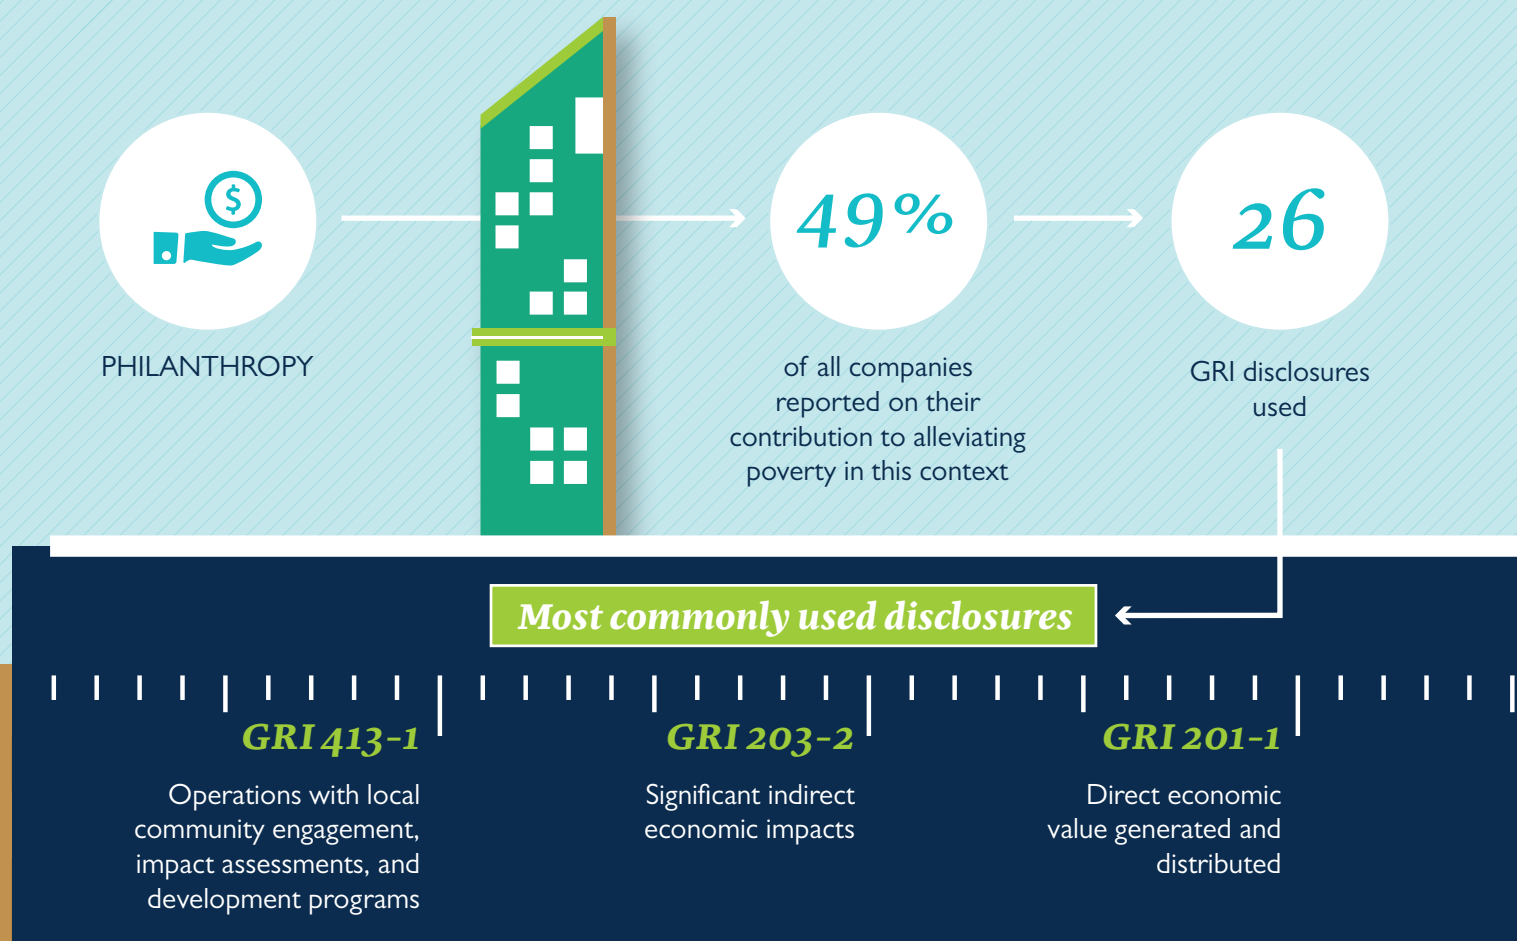 $
PHILANTHROPY
49%
of all companies
reported on their
contribution to alleviating
poverty in this context
26
GRI disclosures
used
Most commonly used disclosures
GRI 413-1
Operations with local
community engagement,
impact assessments, and
development programs
GRI 203-2
Significant indirect
economic impacts
GRI 201-1
Direct economic
value generated and
distributed